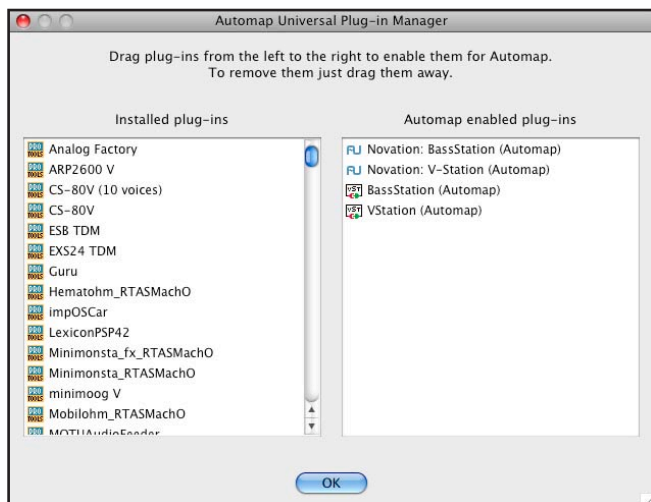 Automap Universal Plug-in Manager
Drag plug-ins from the left to the right to enable them for Automap.
To remove them just drag them away.
Installed plug-ins
Analog Factory
ARP2600 V
CS-80V (10 voices)
CS-80V
ESB TDM
EXS24 TDM
Guru
Hematohm_RTASMachO
impOSCar
LexiconPSP42
Minimonsta_fx_RTASMachO
Minimonsta_RTASMachO
minimoog V
Mobilohm_RTASMachO
MOTUAudioFeeder
Automap enabled plug-ins
Novation: BassStation (Automap)
Novation: V-Station (Automap)
BassStation (Automap)
VStation (Automap)
OK